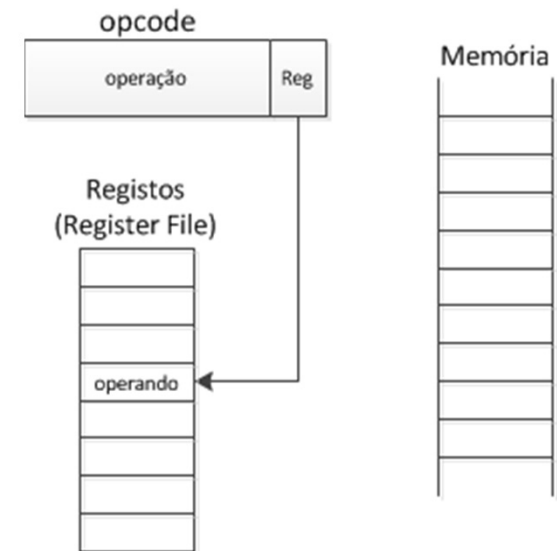 opcode
operação
Reg
Memória
Registos
(Register File)
operando